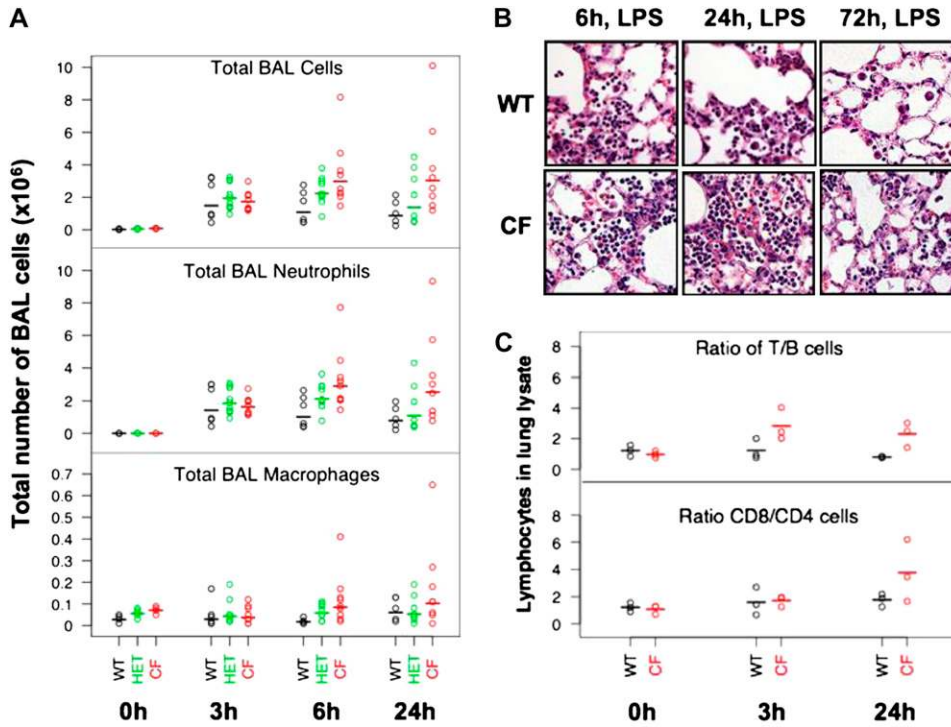 A
Total number of BAL cells (x10⁶)
Total BAL Cells
10
8
6
4
2
0
Total BAL Neutrophils
10
8
6
4
2
0
Total BAL Macrophages
0.7
0.6
0.5
0.4
0.3
0.2
0.1
0
WT HET CF WT HET CF WT HET CF WT HET CF
0h 3h 6h 24h
B
6h, LPS 24h, LPS 72h, LPS
WT
CF
C
Lymphocytes in lung lysate
Ratio of T/B cells
8
6
4
2
0
Ratio CD8/CD4 cells
8
6
4
2
0
WT CF WT CF WT CF
0h 3h 24h